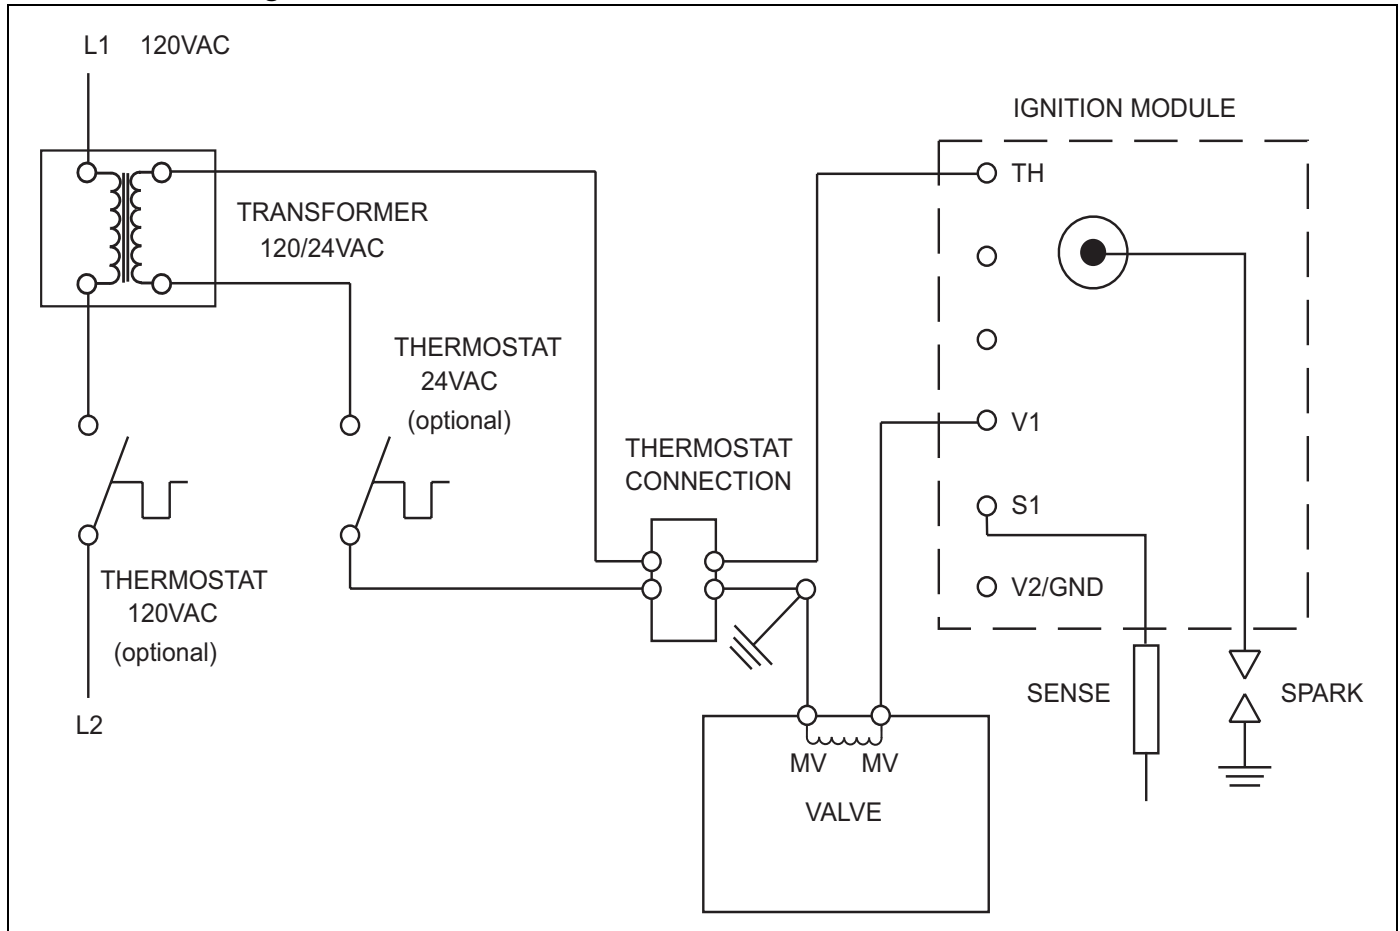 L1 120VAC
IGNITION MODULE
TH
TRANSFORMER
120/24VAC
THERMOSTAT
24VAC
(optional)
V1
THERMOSTAT
CONNECTION
S1
THERMOSTAT
120VAC
(optional)
V2/GND
SENSE
SPARK
L2
MV MV
VALVE